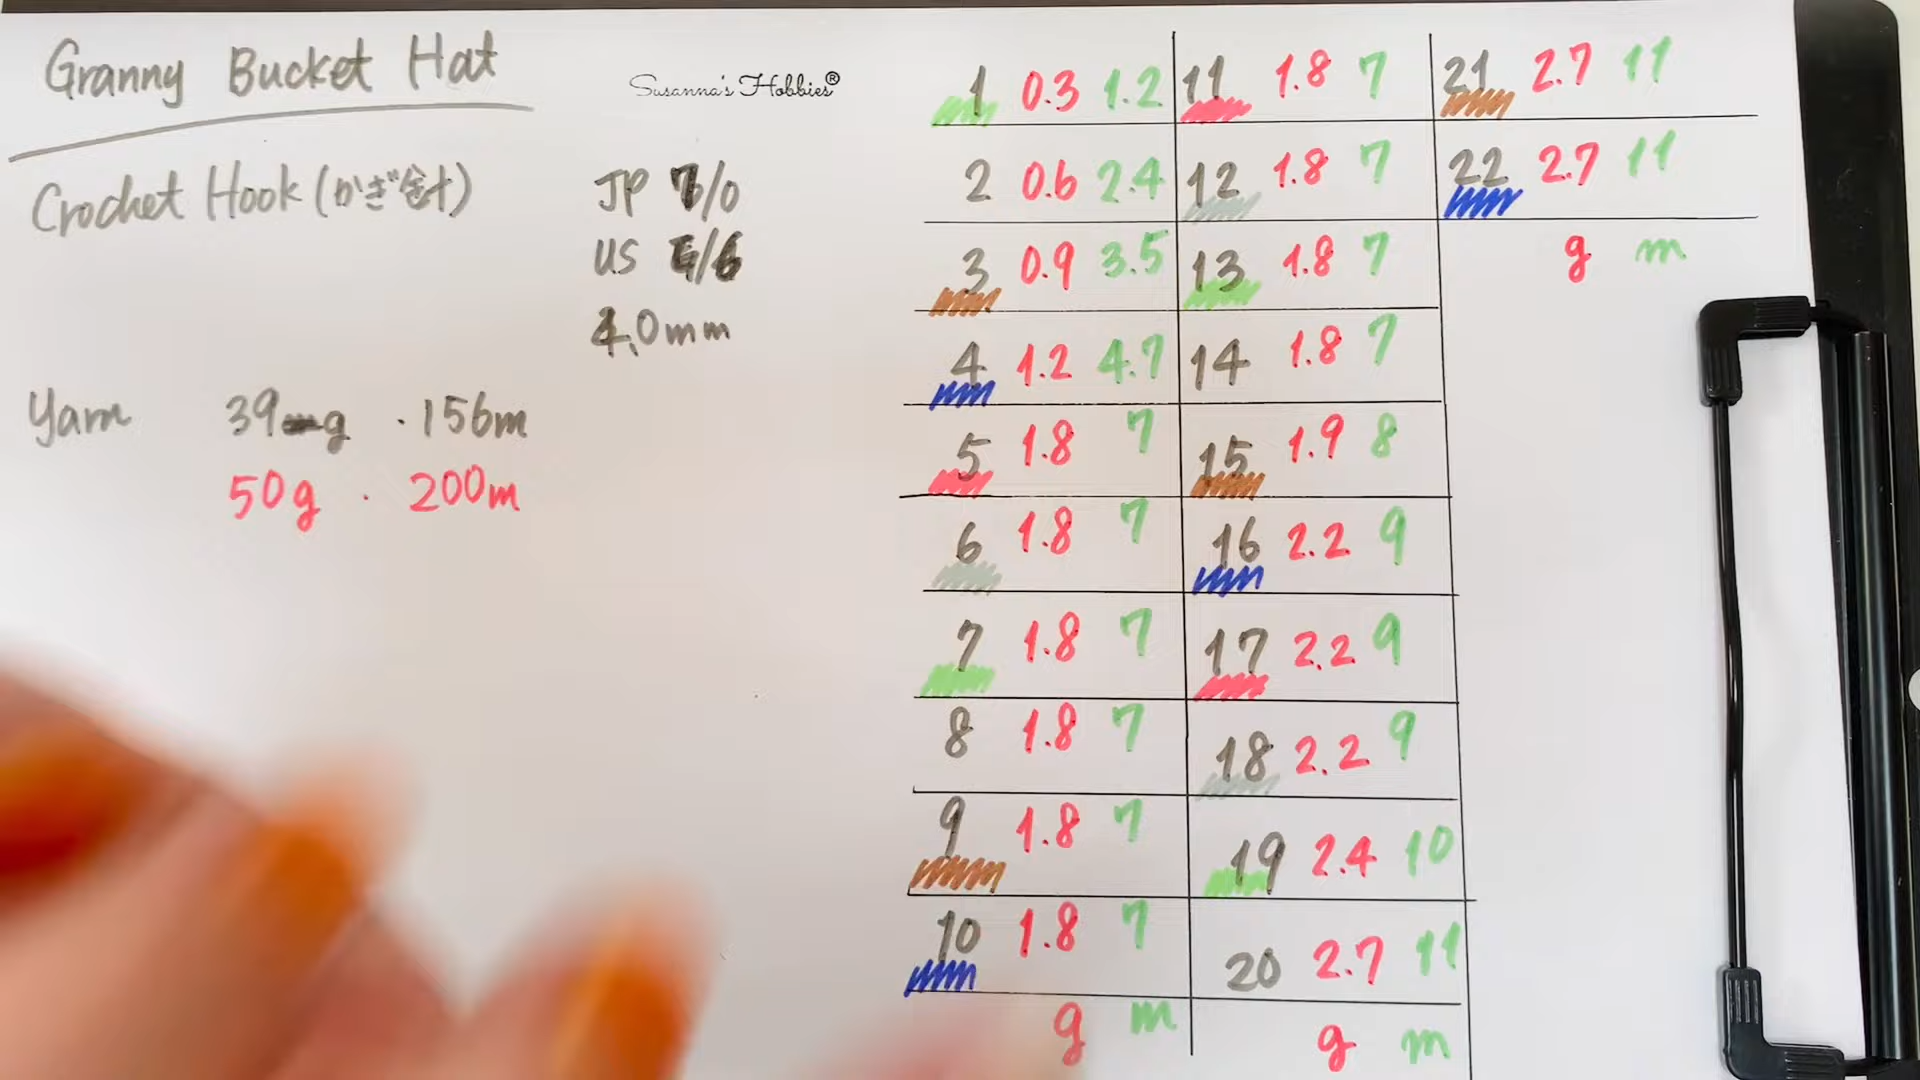 Granny Bucket Hat
Susanna's Hobbies®
Crochet Hook (かぎ針)
JP /0
US /6
4.0mm
Yarn 39 g ・156m
50g ・ 200m
1 0.3 1.2
2 0.6 2.4
3 0.9 3.5
4 1.2 4.7
5 1.8 7
6 1.8 7
7 1.8 7
8 1.8 7
9 1.8 7
10 1.8 7
g m
11 1.8 7
12 1.8 7
13 1.8 7
14 1.8 7
15 1.9 8
16 2.2 9
17 2.2 9
18 2.2 9
19 2.4 10
20 2.7 11
g m
21 2.7 11
22 2.7 11
g m